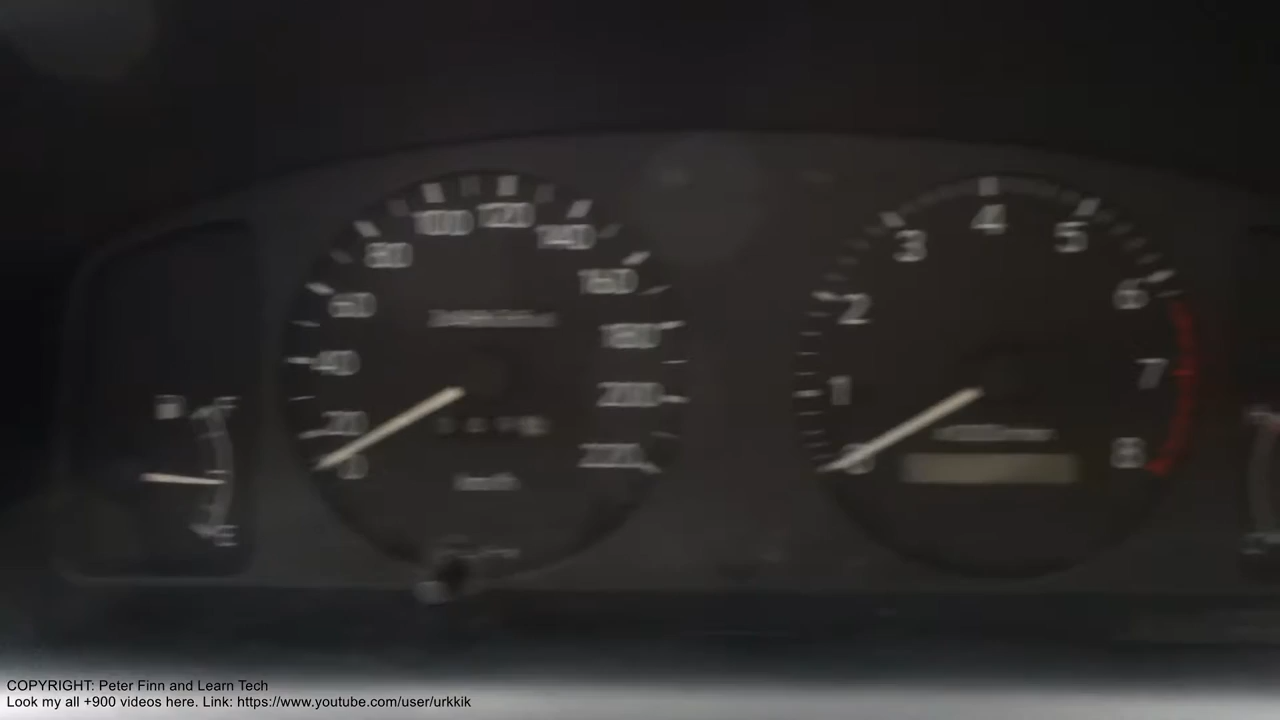 100 120
80 140
60 160
180
40
200
20
0 220
km/h
4
3 5
2 6
1 7
0 8
F
E
COPYRIGHT: Peter Finn and Learn Tech
Look my all +900 videos here. Link: https://www.youtube.com/user/urkkik